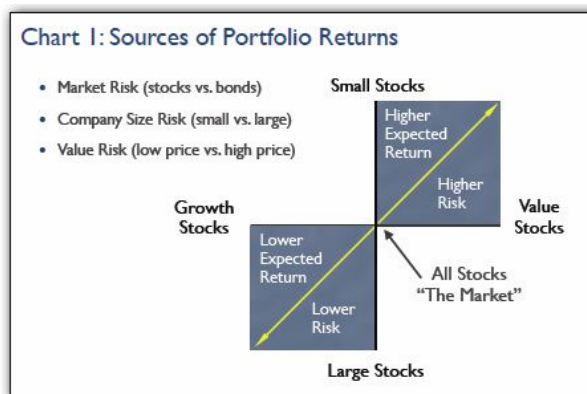 Chart 1: Sources of Portfolio Returns
• Market Risk (stocks vs. bonds)
• Company Size Risk (small vs. large)
• Value Risk (low price vs. high price)
Small Stocks
Higher
Expected
Return
Higher
Risk
Growth
Stocks
Value
Stocks
Lower
Expected
Return
Lower
Risk
All Stocks
“The Market”
Large Stocks